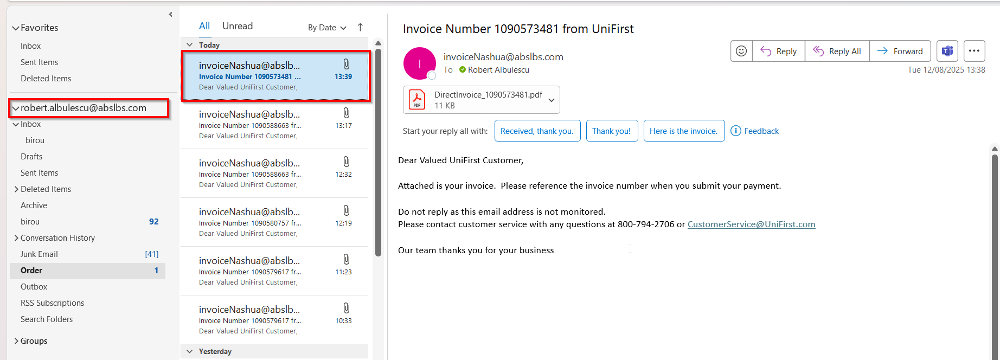 Favorites
Inbox
Sent Items
Deleted Items
robert.albulescu@abslbs.com
Inbox
birou
Drafts
Sent Items
Deleted Items
Archive
birou 92
Conversation History
Junk Email [41]
Order 1
Outbox
RSS Subscriptions
Search Folders
Groups
All Unread By Date
Today
invoiceNashua@abslb...
Invoice Number 1090573481 ... 13:39
Dear Valued UniFirst Customer,
invoiceNashua@abslb...
Invoice Number 1090588663 fr... 13:17
Dear Valued UniFirst Customer,
invoiceNashua@abslb...
Invoice Number 1090588663 fr... 12:32
Dear Valued UniFirst Customer,
invoiceNashua@abslb...
Invoice Number 1090580757 fr... 12:19
Dear Valued UniFirst Customer,
invoiceNashua@abslb...
Invoice Number 1090579617 fr... 11:23
Dear Valued UniFirst Customer,
invoiceNashua@abslb...
Invoice Number 1090579617 fr... 10:33
Dear Valued UniFirst Customer,
Yesterday
Invoice Number 1090573481 from UniFirst
I
invoiceNashua@abslbs.com
To Robert Albulescu
Reply Reply All Forward
Tue 12/08/2025 13:38
PDF
DirectInvoice_1090573481.pdf
11 KB
Start your reply all with: Received, thank you. Thank you! Here is the invoice. Feedback
Dear Valued UniFirst Customer,
Attached is your invoice.  Please reference the invoice number when you submit your payment.
Do not reply as this email address is not monitored.
Please contact customer service with any questions at 800-794-2706 or CustomerService@UniFirst.com
Our team thanks you for your business